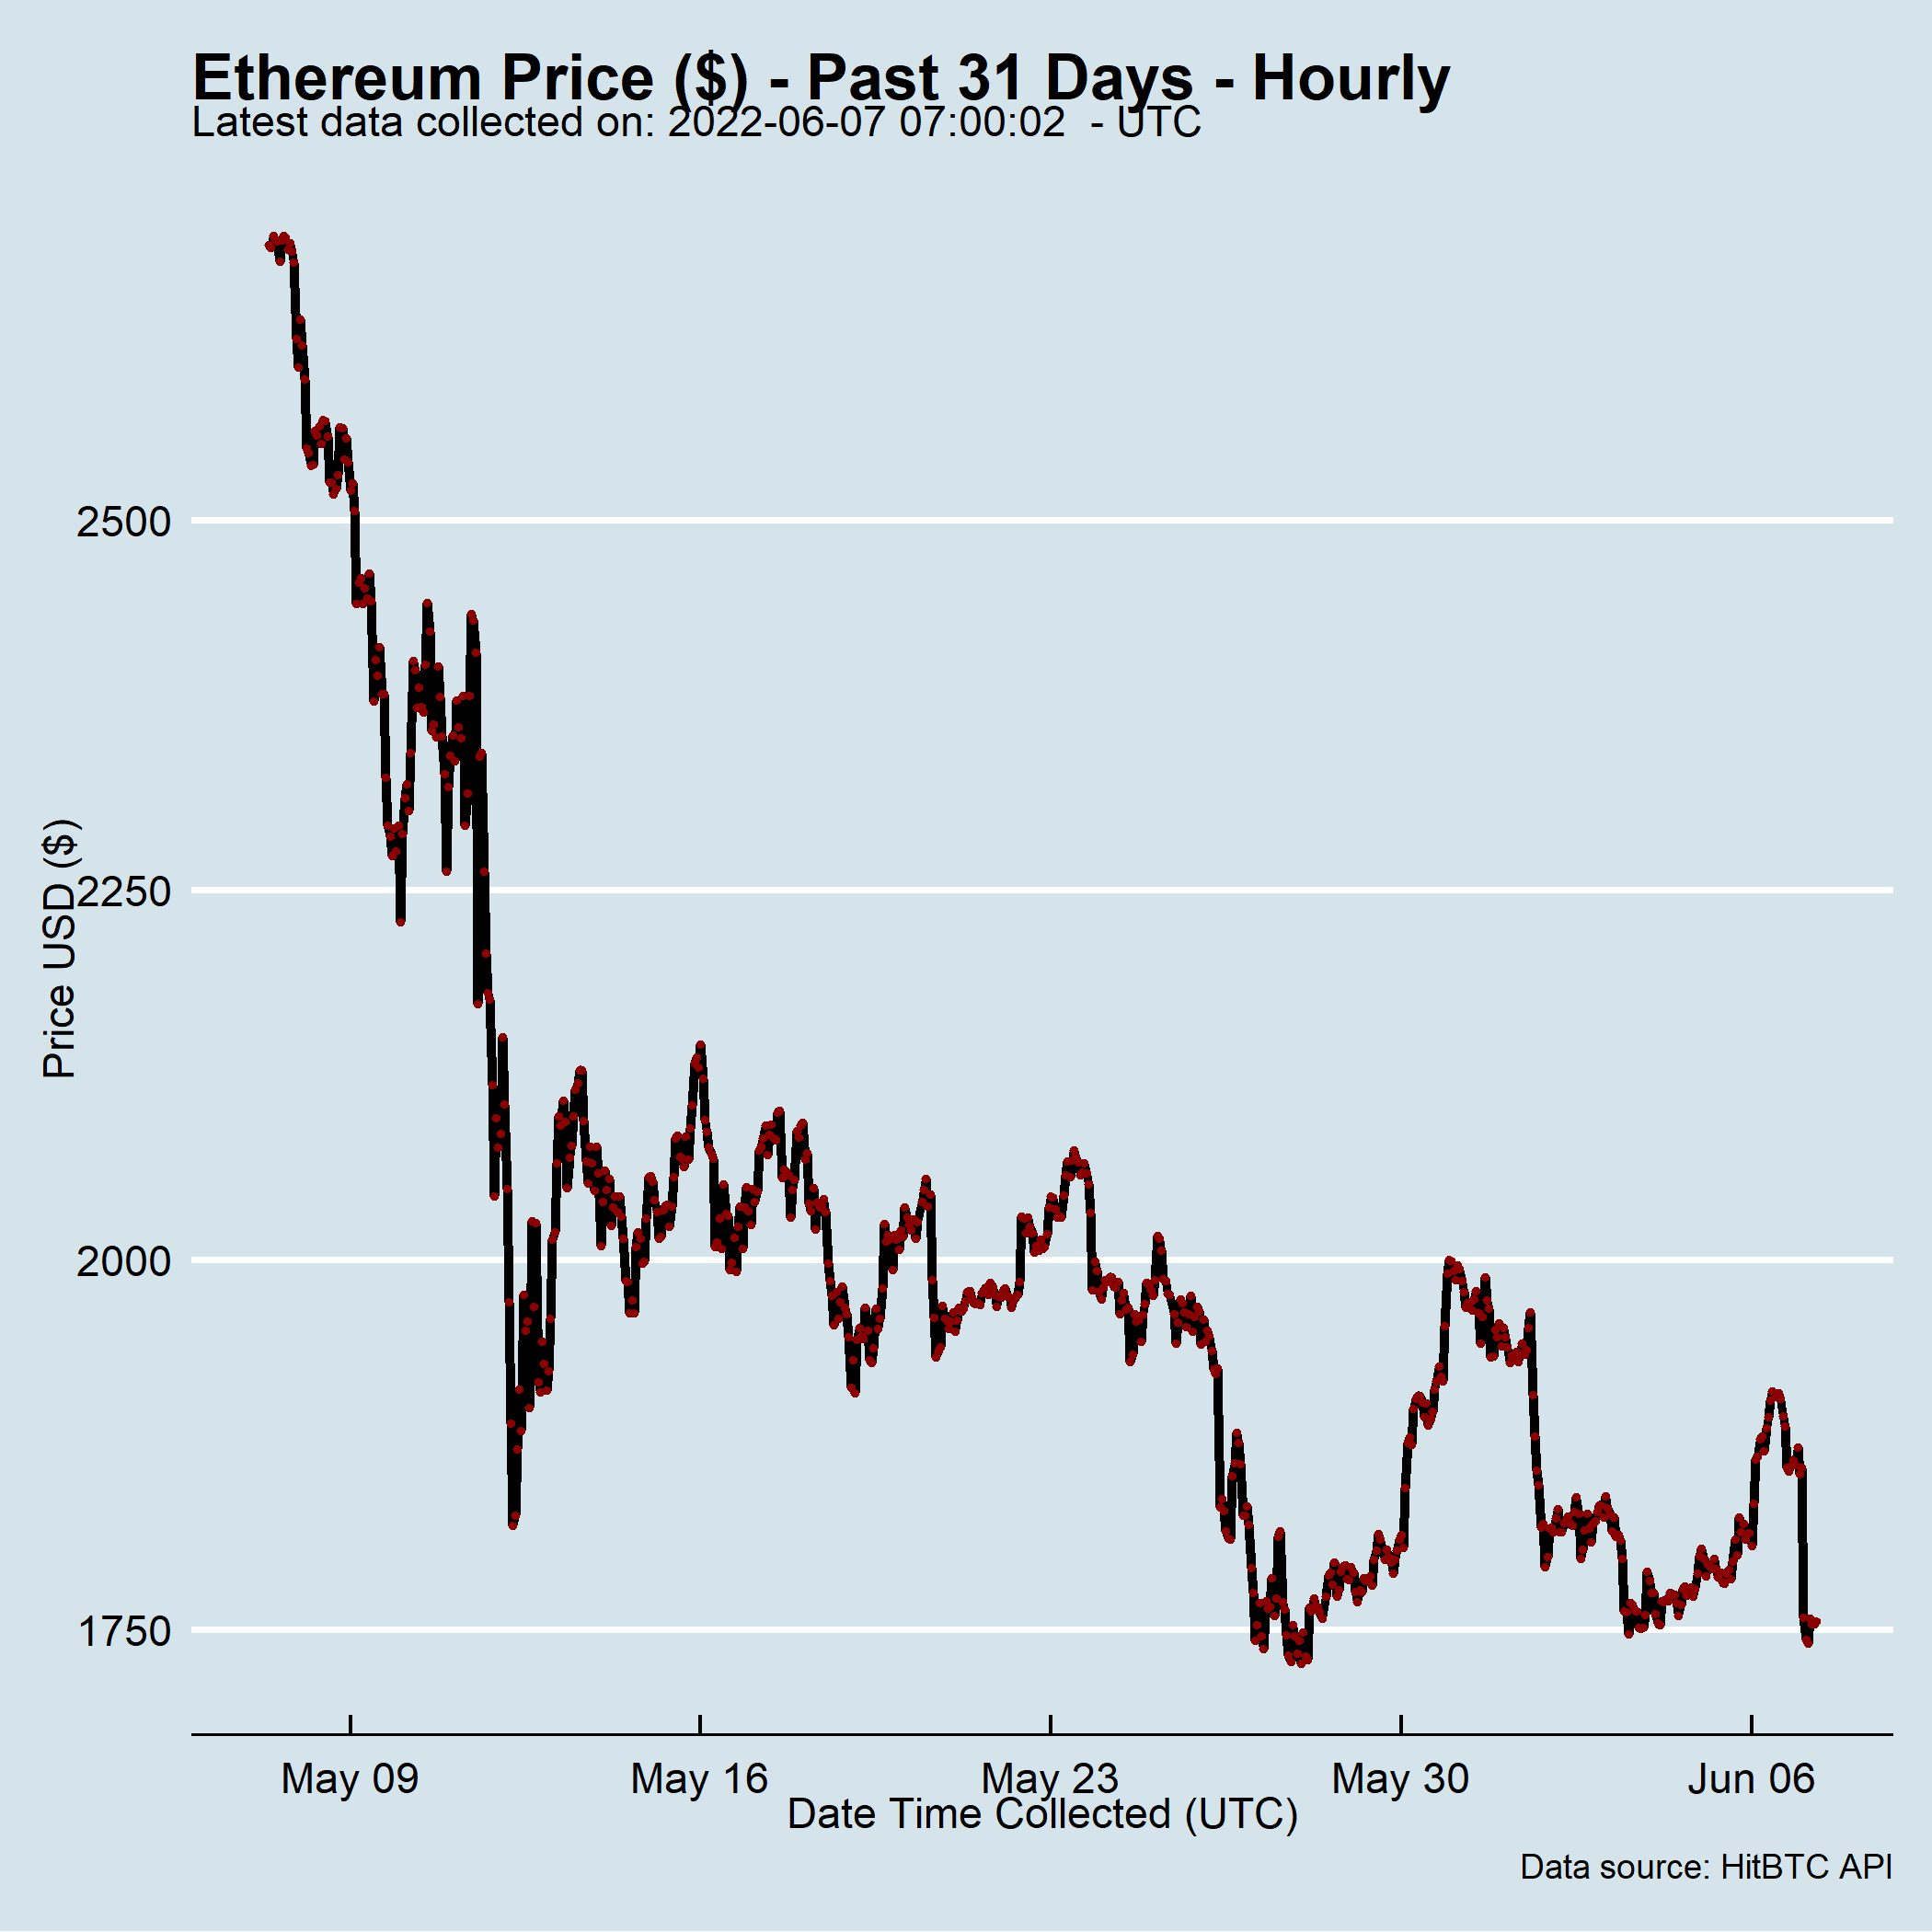 Ethereum Price ($) - Past 31 Days - Hourly
Latest data collected on: 2022-06-07 07:00:02  - UTC
Price USD ($)
2500
2250
2000
1750
May 09 May 16 May 23 May 30 Jun 06
Date Time Collected (UTC)
Data source: HitBTC API